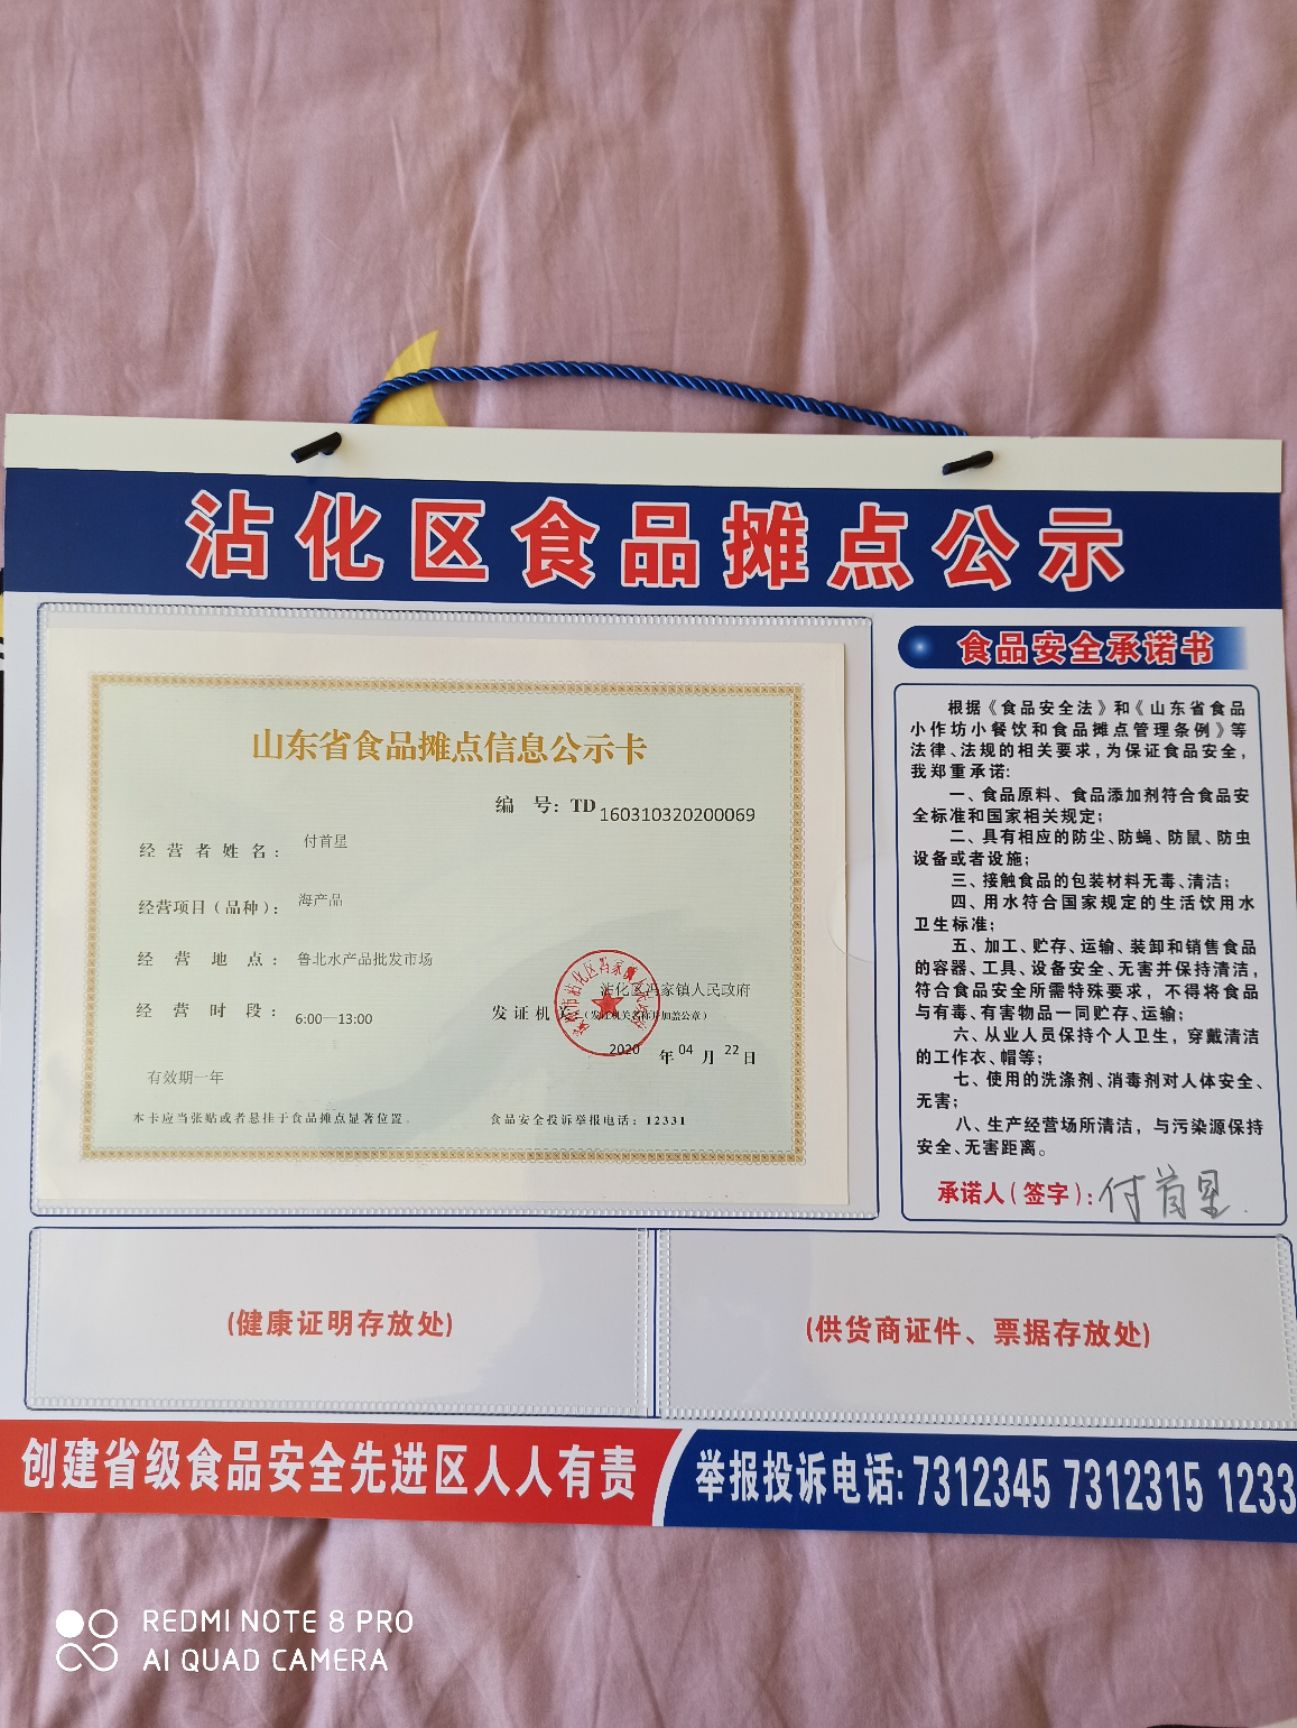 沾化区食品摊点公示
山东省食品摊点信息公示卡
编 号：TD 160310320200069
经营者姓名： 付首星
经营项目（品种）： 海产品
经营地点： 鲁北水产品批发市场
经营时段： 6:00—13:00
沾化区冯家镇人民政府
发证机关：（发证机关名称并加盖公章）
2020 年 04 月 22 日
有效期一年
本卡应当张贴或者悬挂于食品摊点显著位置。
食品安全投诉举报电话：12331
食品安全承诺书
根据《食品安全法》和《山东省食品
小作坊小餐饮和食品摊点管理条例》等
法律、法规的相关要求，为保证食品安全，
我郑重承诺：
一、食品原料、食品添加剂符合食品安
全标准和国家相关规定；
二、具有相应的防尘、防蝇、防鼠、防虫
设备或者设施；
三、接触食品的包装材料无毒、清洁；
四、用水符合国家规定的生活饮用水
卫生标准；
五、加工、贮存、运输、装卸和销售食品
的容器、工具、设备安全、无害并保持清洁，
符合食品安全所需特殊要求，不得将食品
与有毒、有害物品一同贮存、运输；
六、从业人员保持个人卫生，穿戴清洁
的工作衣、帽等；
七、使用的洗涤剂、消毒剂对人体安全、
无害；
八、生产经营场所清洁，与污染源保持
安全、无害距离。
承诺人（签字）：付首星
(健康证明存放处)
(供货商证件、票据存放处)
创建省级食品安全先进区人人有责
举报投诉电话：7312345 7312315 1233
REDMI NOTE 8 PRO
AI QUAD CAMERA